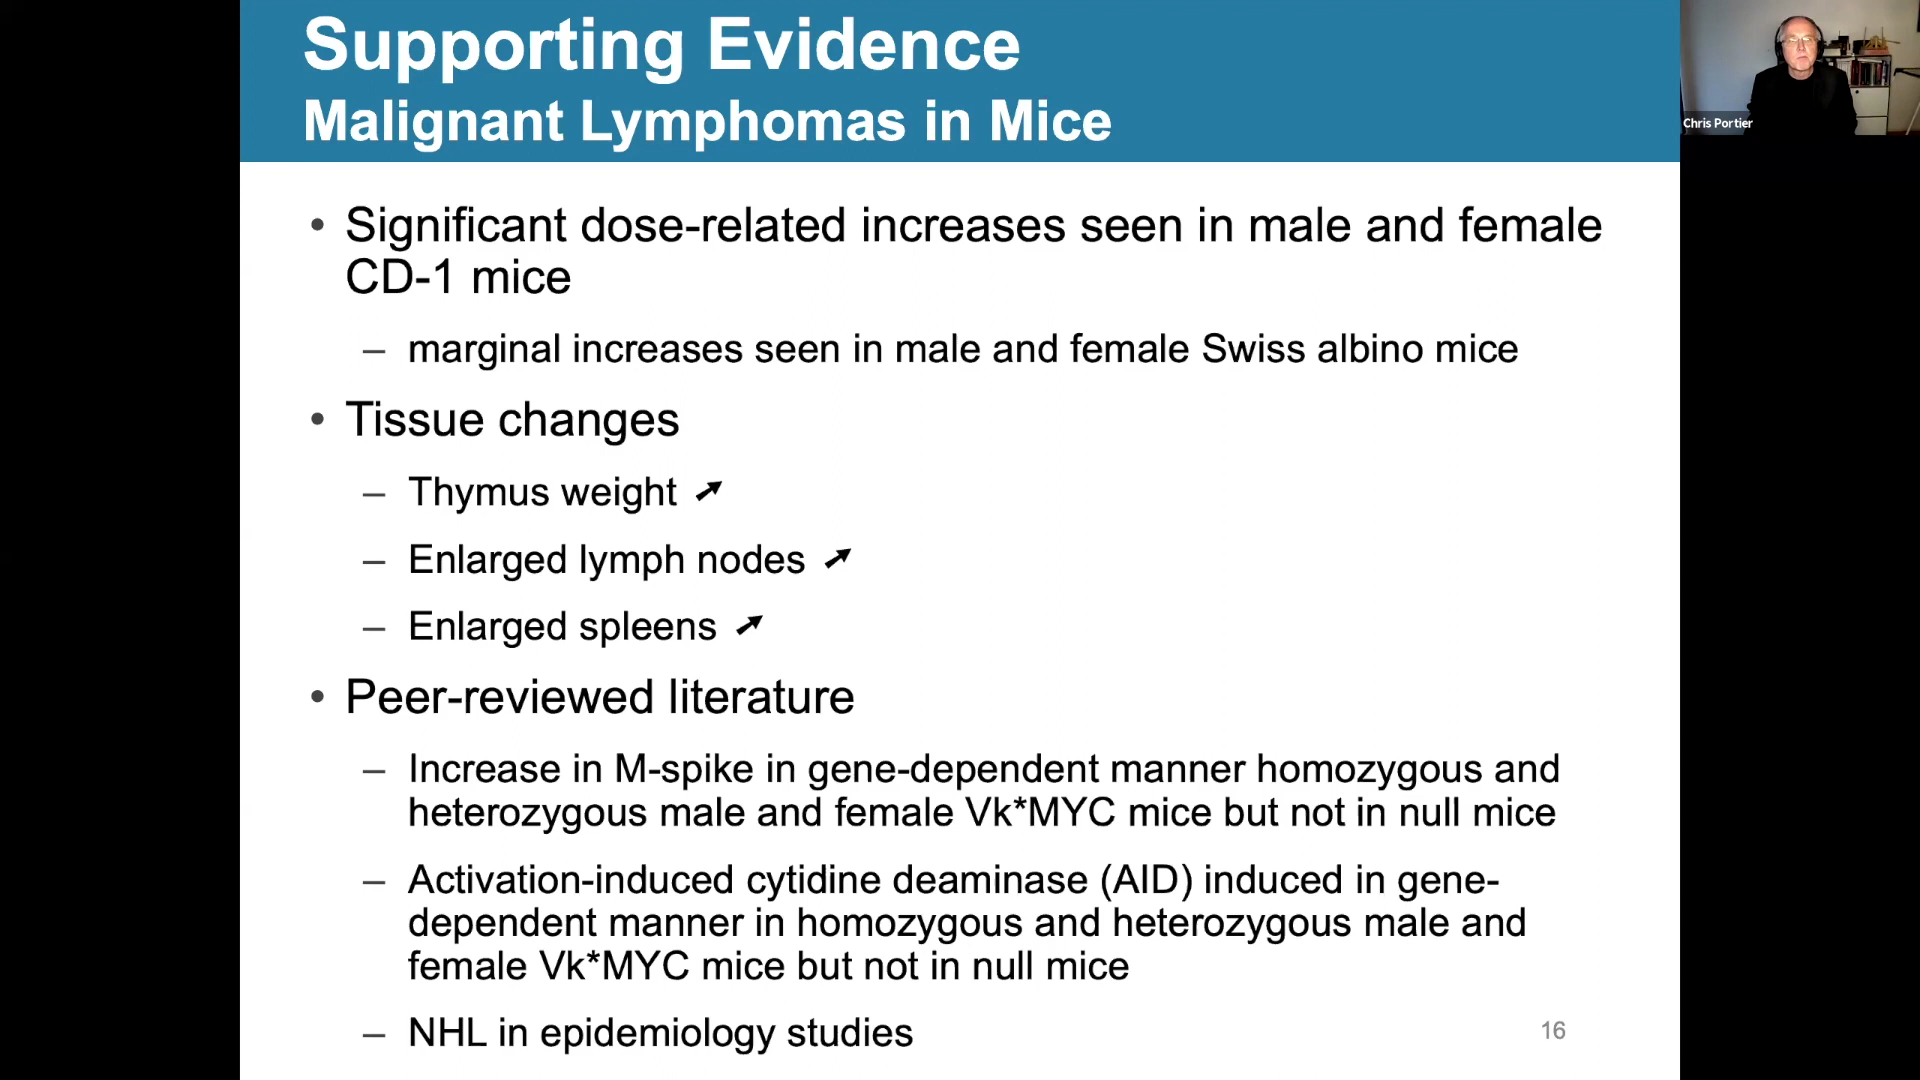 Supporting Evidence
Malignant Lymphomas in Mice
Chris Portier
• Significant dose-related increases seen in male and female
CD-1 mice
– marginal increases seen in male and female Swiss albino mice
• Tissue changes
– Thymus weight ➚
– Enlarged lymph nodes ➚
– Enlarged spleens ➚
• Peer-reviewed literature
– Increase in M-spike in gene-dependent manner homozygous and
heterozygous male and female Vk*MYC mice but not in null mice
– Activation-induced cytidine deaminase (AID) induced in gene-
dependent manner in homozygous and heterozygous male and
female Vk*MYC mice but not in null mice
– NHL in epidemiology studies
16